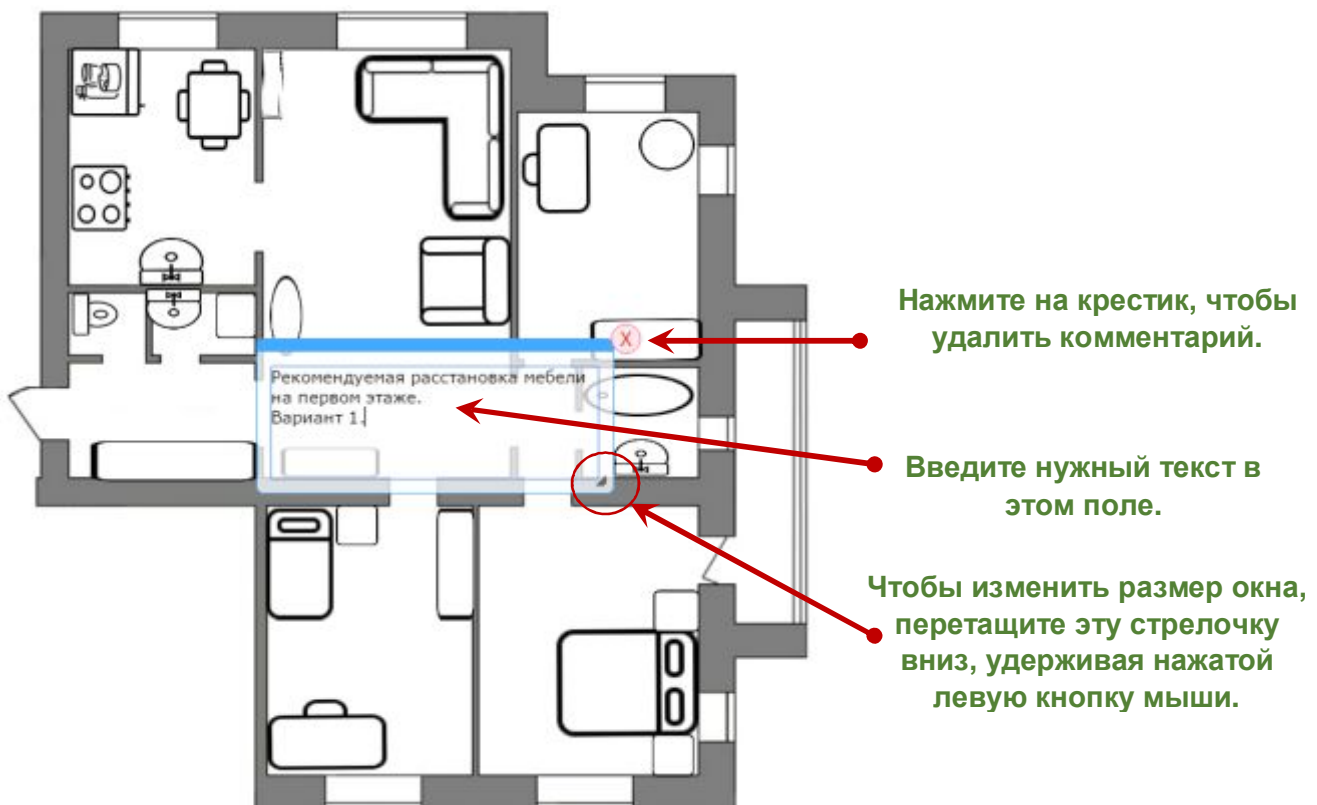 Нажмите на крестик, чтобы
удалить комментарий.
X
Рекомендуемая расстановка мебели
на первом этаже.
Вариант 1.
Введите нужный текст в
этом поле.
Чтобы изменить размер окна,
перетащите эту стрелочку
вниз, удерживая нажатой
левую кнопку мыши.